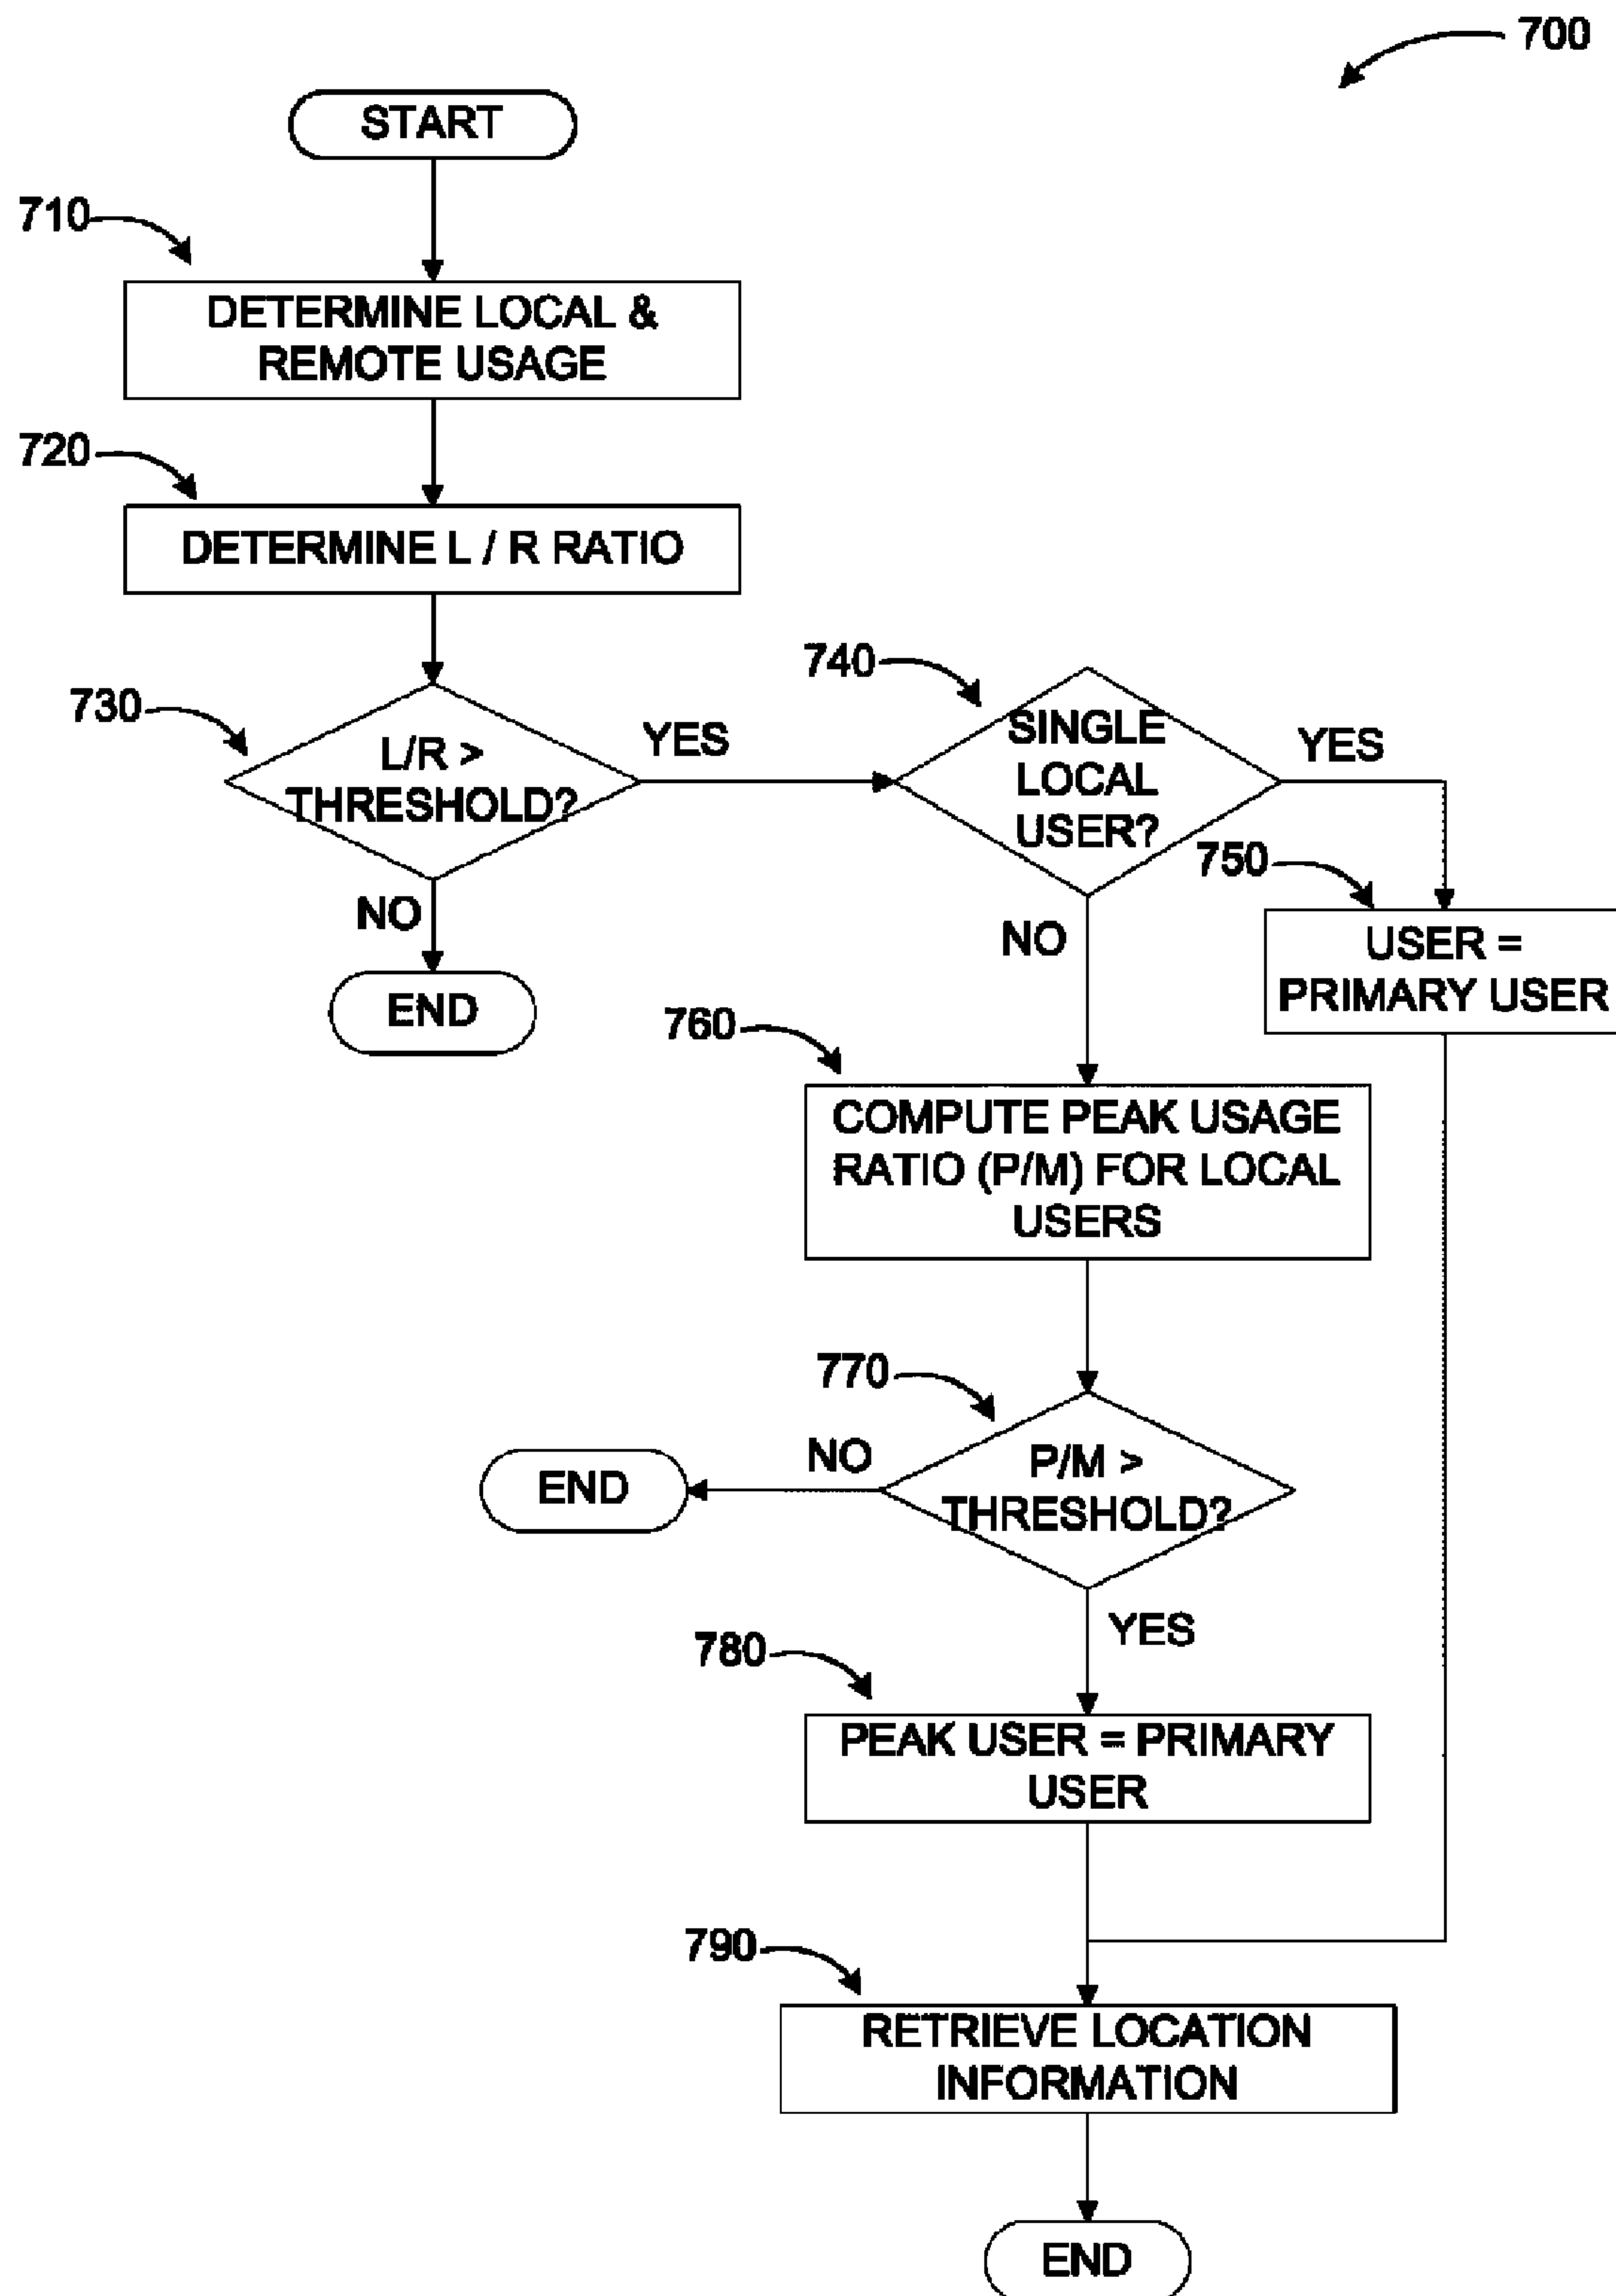 700
START
710
DETERMINE LOCAL &
REMOTE USAGE
720
DETERMINE L / R RATIO
730
L/R >
THRESHOLD?
YES
NO
END
740
SINGLE
LOCAL
USER?
YES
NO
750
USER =
PRIMARY USER
760
COMPUTE PEAK USAGE
RATIO (P/M) FOR LOCAL
USERS
770
P/M >
THRESHOLD?
NO
END
YES
780
PEAK USER = PRIMARY
USER
790
RETRIEVE LOCATION
INFORMATION
END